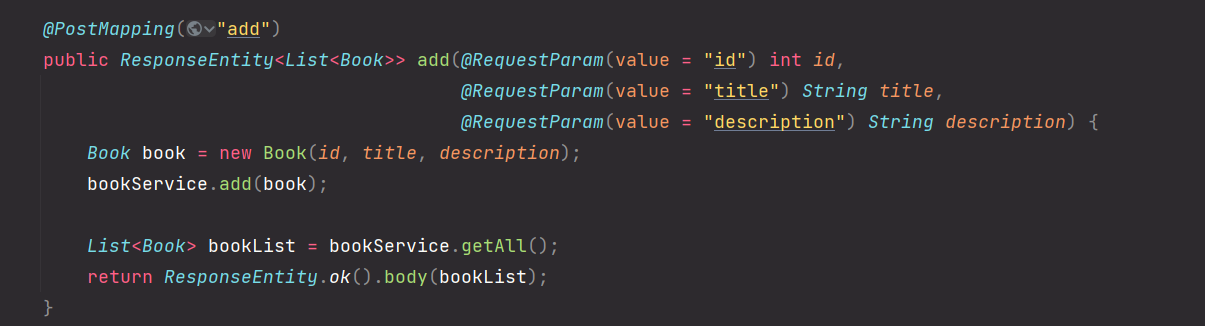 @PostMapping("add")
public ResponseEntity<List<Book>> add(@RequestParam(value = "id") int id,
@RequestParam(value = "title") String title,
@RequestParam(value = "description") String description) {
Book book = new Book(id, title, description);
bookService.add(book);
List<Book> bookList = bookService.getAll();
return ResponseEntity.ok().body(bookList);
}